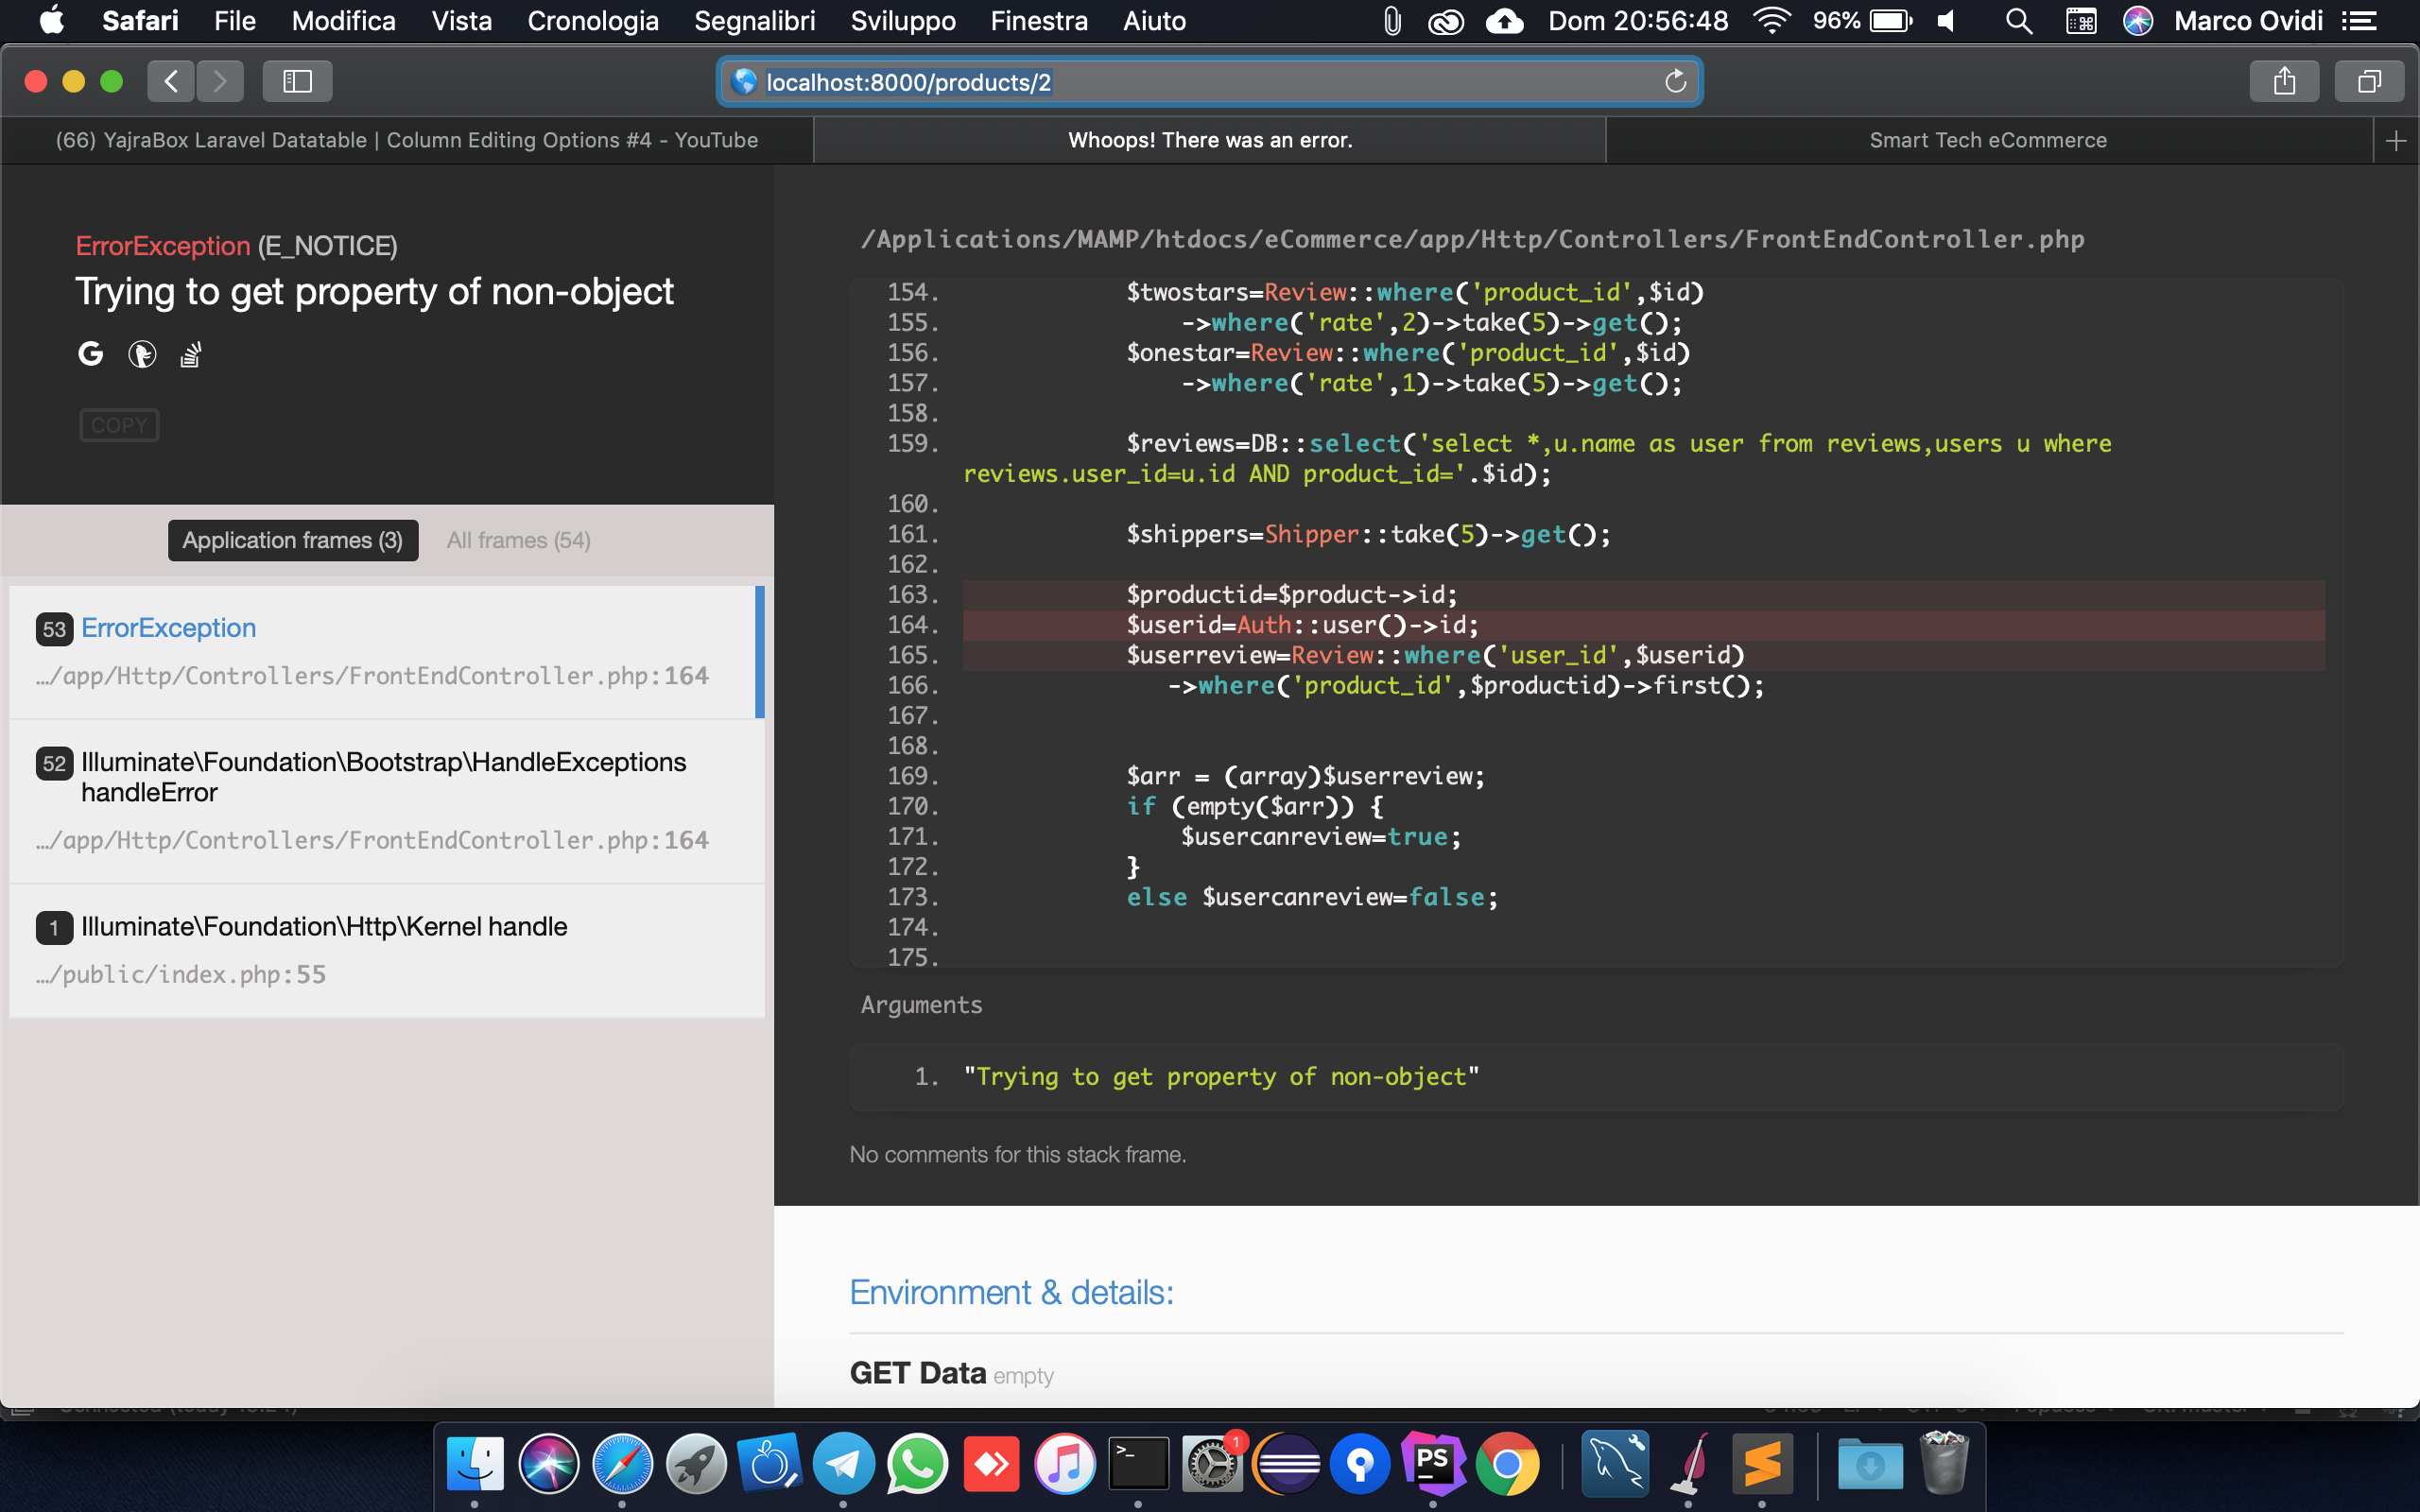 Safari File Modifica Vista Cronologia Segnalibri Sviluppo Finestra Aiuto Dom 20:56:48 96% Marco Ovidi
localhost:8000/products/2
(66) YajraBox Laravel Datatable | Column Editing Options #4 - YouTube
Whoops! There was an error.
Smart Tech eCommerce
ErrorException (E_NOTICE)
Trying to get property of non-object
COPY
Application frames (3) All frames (54)
53 ErrorException
…/app/Http/Controllers/FrontEndController.php:164
52 Illuminate\Foundation\Bootstrap\HandleExceptions
handleError
…/app/Http/Controllers/FrontEndController.php:164
1 Illuminate\Foundation\Http\Kernel handle
…/public/index.php:55
/Applications/MAMP/htdocs/eCommerce/app/Http/Controllers/FrontEndController.php
154. $twostars=Review::where('product_id',$id)
155. ->where('rate',2)->take(5)->get();
156. $onestar=Review::where('product_id',$id)
157. ->where('rate',1)->take(5)->get();
158.
159. $reviews=DB::select('select *,u.name as user from reviews,users u where
reviews.user_id=u.id AND product_id='.$id);
160.
161. $shippers=Shipper::take(5)->get();
162.
163. $productid=$product->id;
164. $userid=Auth::user()->id;
165. $userreview=Review::where('user_id',$userid)
166. ->where('product_id',$productid)->first();
167.
168.
169. $arr = (array)$userreview;
170. if (empty($arr)) {
171. $usercanreview=true;
172. }
173. else $usercanreview=false;
174.
175.
Arguments
1. "Trying to get property of non-object"
No comments for this stack frame.
Environment & details:
GET Data empty
1
PS